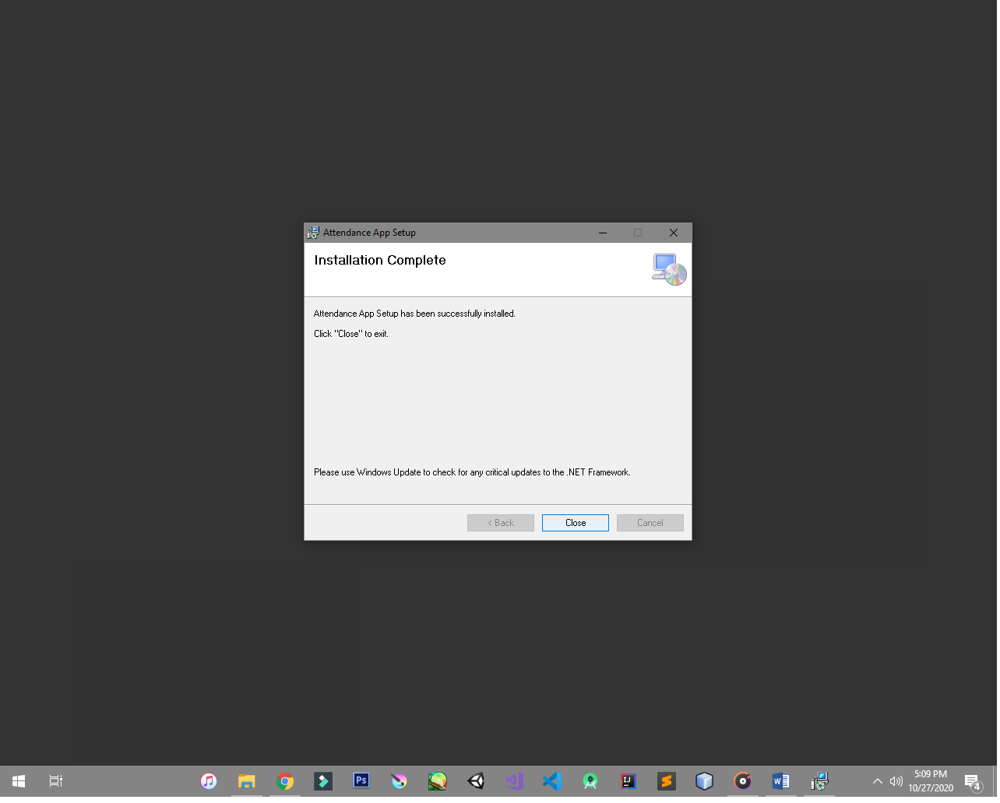 Attendance App Setup
Installation Complete
Attendance App Setup has been successfully installed.
Click "Close" to exit.
Please use Windows Update to check for any critical updates to the .NET Framework.
< Back
Close
Cancel
Ps
IJ
W
5:09 PM
10/27/2020
4